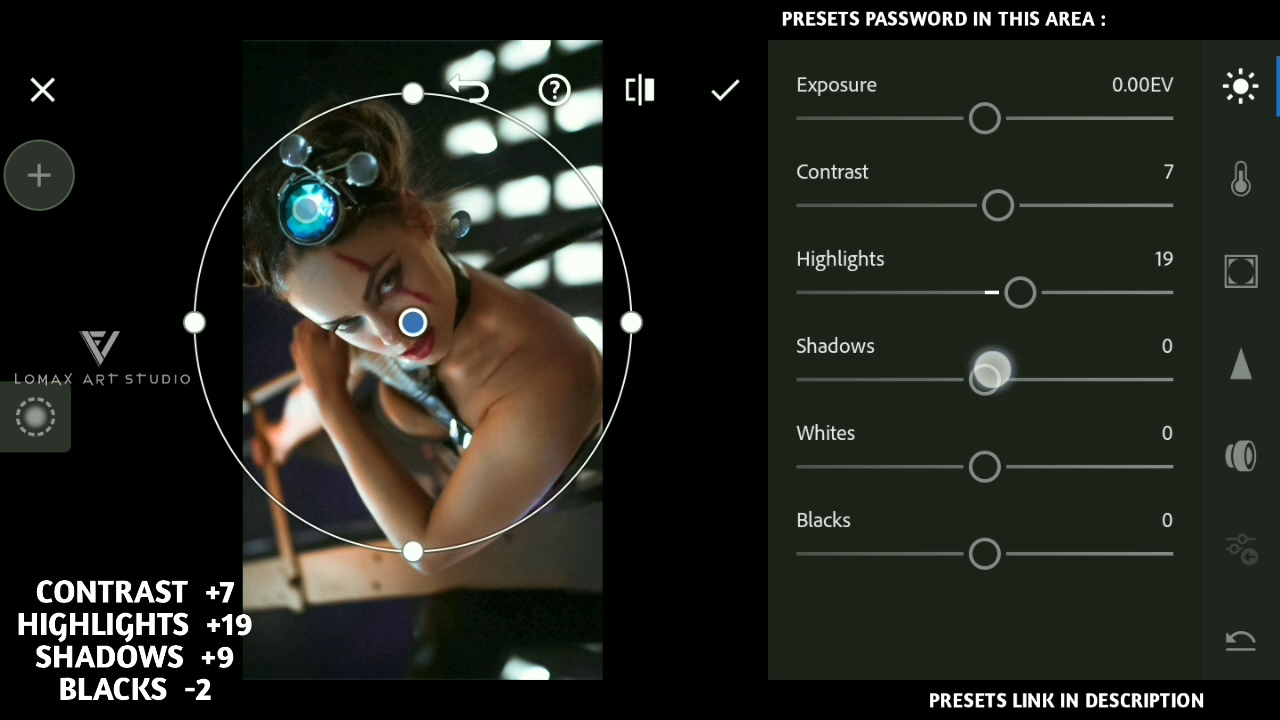 PRESETS PASSWORD IN THIS AREA :
Exposure 0.00EV
Contrast 7
Highlights 19
Shadows 0
Whites 0
Blacks 0
LOMAX ART STUDIO
CONTRAST +7
HIGHLIGHTS +19
SHADOWS +9
BLACKS -2
PRESETS LINK IN DESCRIPTION